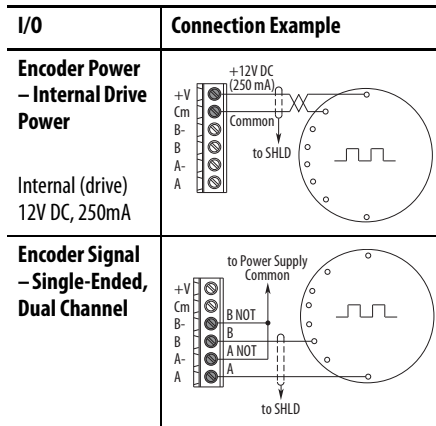 I/O
Connection Example
Encoder Power
– Internal Drive
Power
Internal (drive)
12V DC, 250mA
+12V DC
(250 mA)
+V
Cm
B-
B
A-
A
Common
to SHLD
Encoder Signal
– Single-Ended,
Dual Channel
to Power Supply
Common
+V
Cm
B-
B
A-
A
B NOT
B
A NOT
A
to SHLD